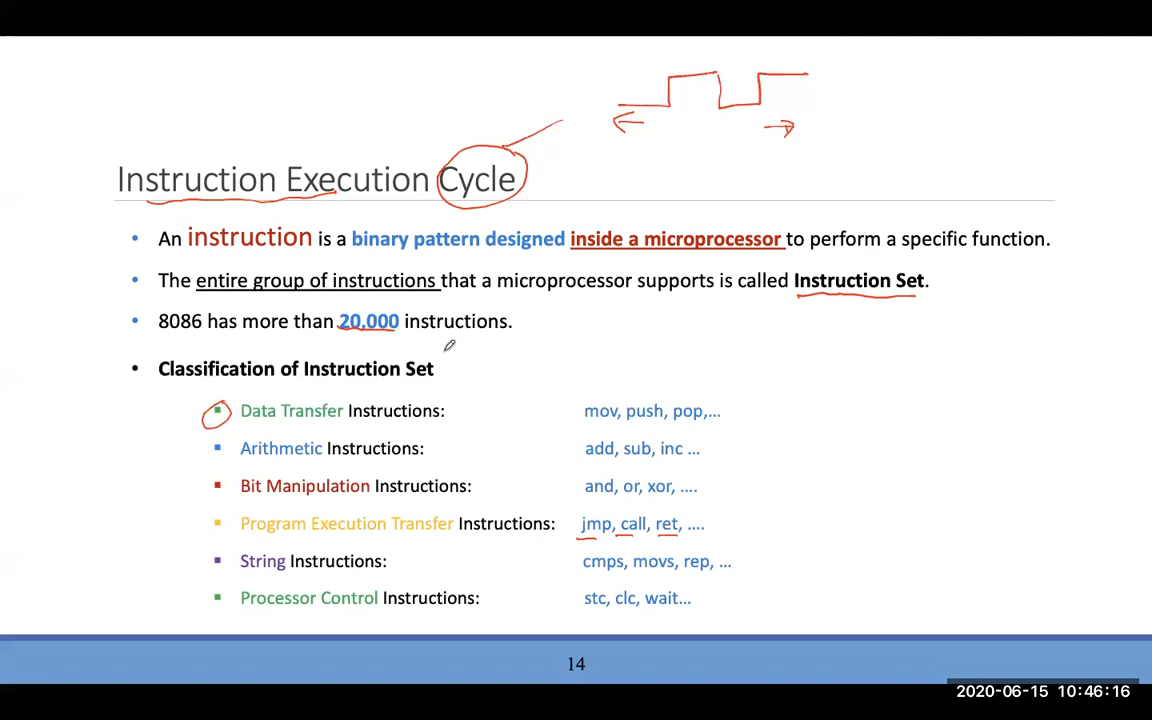 Instruction Execution Cycle
• An instruction is a binary pattern designed inside a microprocessor to perform a specific function.
• The entire group of instructions that a microprocessor supports is called Instruction Set.
• 8086 has more than 20,000 instructions.
• Classification of Instruction Set
▪ Data Transfer Instructions: mov, push, pop,...
▪ Arithmetic Instructions: add, sub, inc ...
▪ Bit Manipulation Instructions: and, or, xor, ....
▪ Program Execution Transfer Instructions: jmp, call, ret, ....
▪ String Instructions: cmps, movs, rep, ...
▪ Processor Control Instructions: stc, clc, wait...
14
2020-06-15 10:46:16